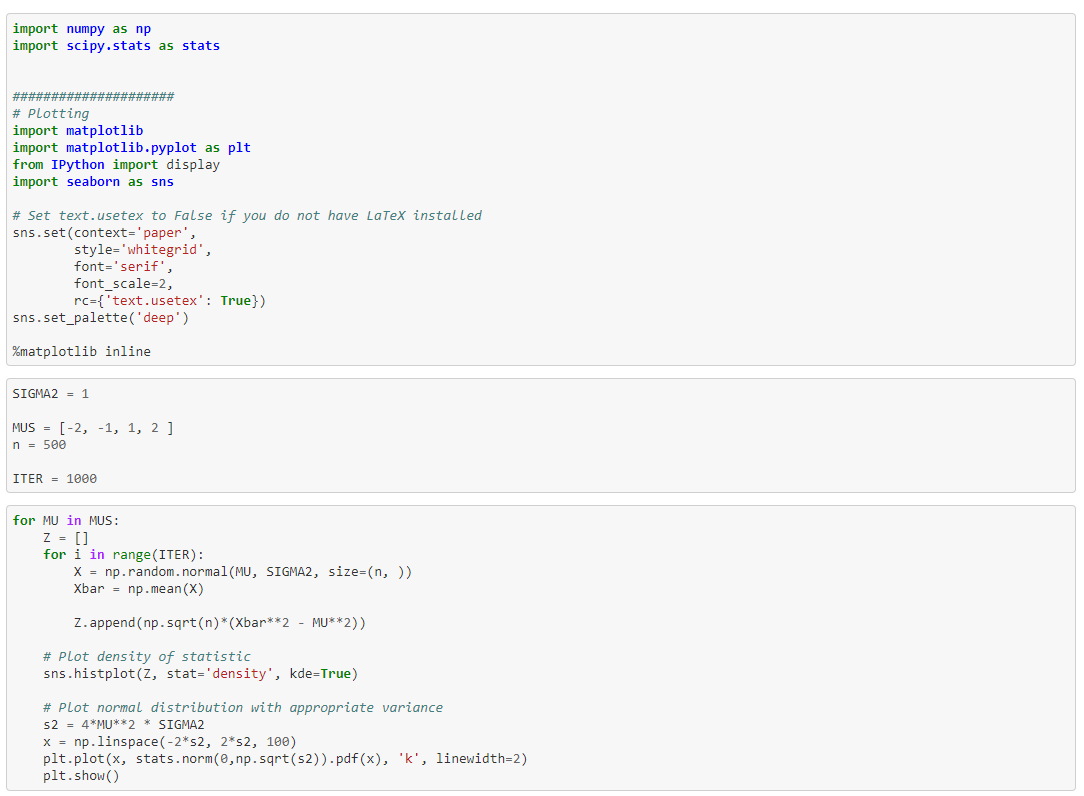 import numpy as np
import scipy.stats as stats
#####################
# Plotting
import matplotlib
import matplotlib.pyplot as plt
from IPython import display
import seaborn as sns
# Set text.usetex to False if you do not have LaTeX installed
sns.set(context='paper',
        style='whitegrid',
        font='serif',
        font_scale=2,
        rc={'text.usetex': True})
sns.set_palette('deep')
%matplotlib inline
SIGMA2 = 1
MUS = [-2, -1, 1, 2 ]
n = 500
ITER = 1000
for MU in MUS:
    Z = []
    for i in range(ITER):
        X = np.random.normal(MU, SIGMA2, size=(n, ))
        Xbar = np.mean(X)
        Z.append(np.sqrt(n)*(Xbar**2 - MU**2))
    # Plot density of statistic
    sns.histplot(Z, stat='density', kde=True)
    # Plot normal distribution with appropriate variance
    s2 = 4*MU**2 * SIGMA2
    x = np.linspace(-2*s2, 2*s2, 100)
    plt.plot(x, stats.norm(0,np.sqrt(s2)).pdf(x), 'k', linewidth=2)
    plt.show()